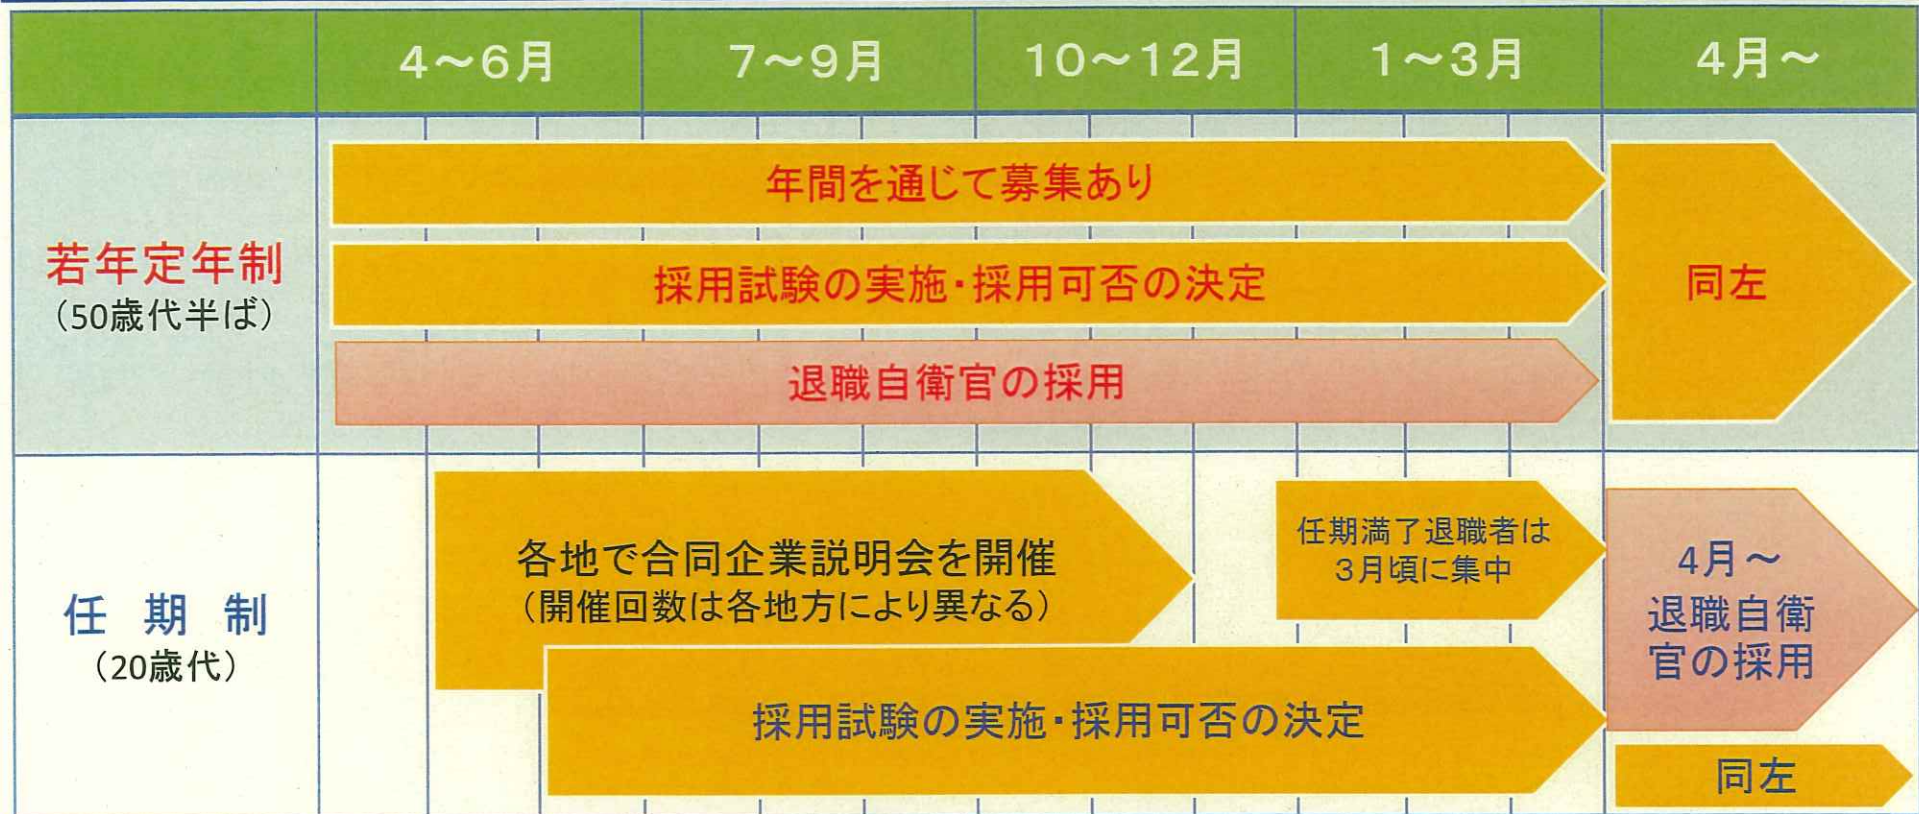 4～6月
7～9月
10～12月
1～3月
4月～
若年定年制
（50歳代半ば）
年間を通じて募集あり
採用試験の実施・採用可否の決定
退職自衛官の採用
同左
任 期 制
（20歳代）
各地で合同企業説明会を開催
（開催回数は各地方により異なる）
採用試験の実施・採用可否の決定
任期満了退職者は
3月頃に集中
4月～
退職自衛
官の採用
同左